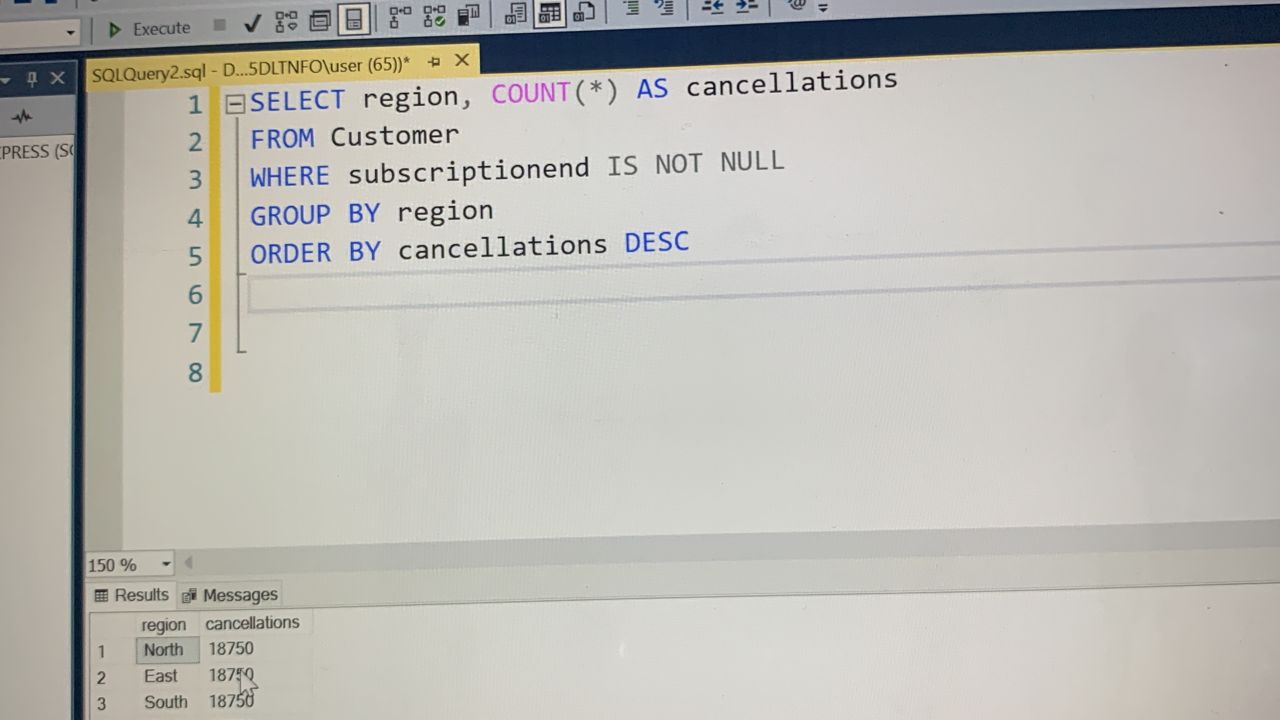 Execute
SQLQuery2.sql - D...5DLTNFO\user (65))*
1 SELECT region, COUNT(*) AS cancellations
2 FROM Customer
3 WHERE subscriptionend IS NOT NULL
4 GROUP BY region
5 ORDER BY cancellations DESC
6
7
8
PRESS (SQ
150 %
Results Messages
region cancellations
1 North 18750
2 East 18750
3 South 18750